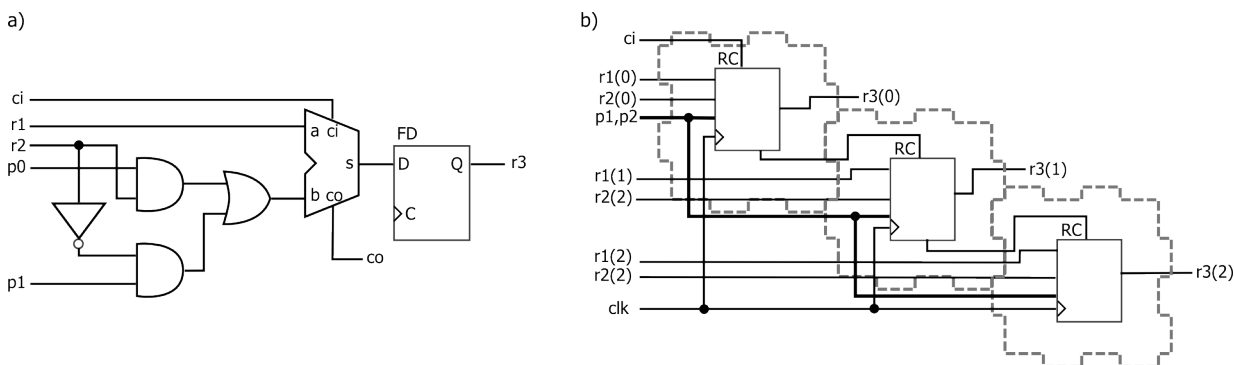 a)
ci
r1
r2
p0
p1
a ci
s
b co
co
FD
D Q
C
r3
b)
ci
RC
r1(0)
r2(0)
p1,p2
r3(0)
RC
r1(1)
r2(2)
r3(1)
RC
r1(2)
r2(2)
r3(2)
clk